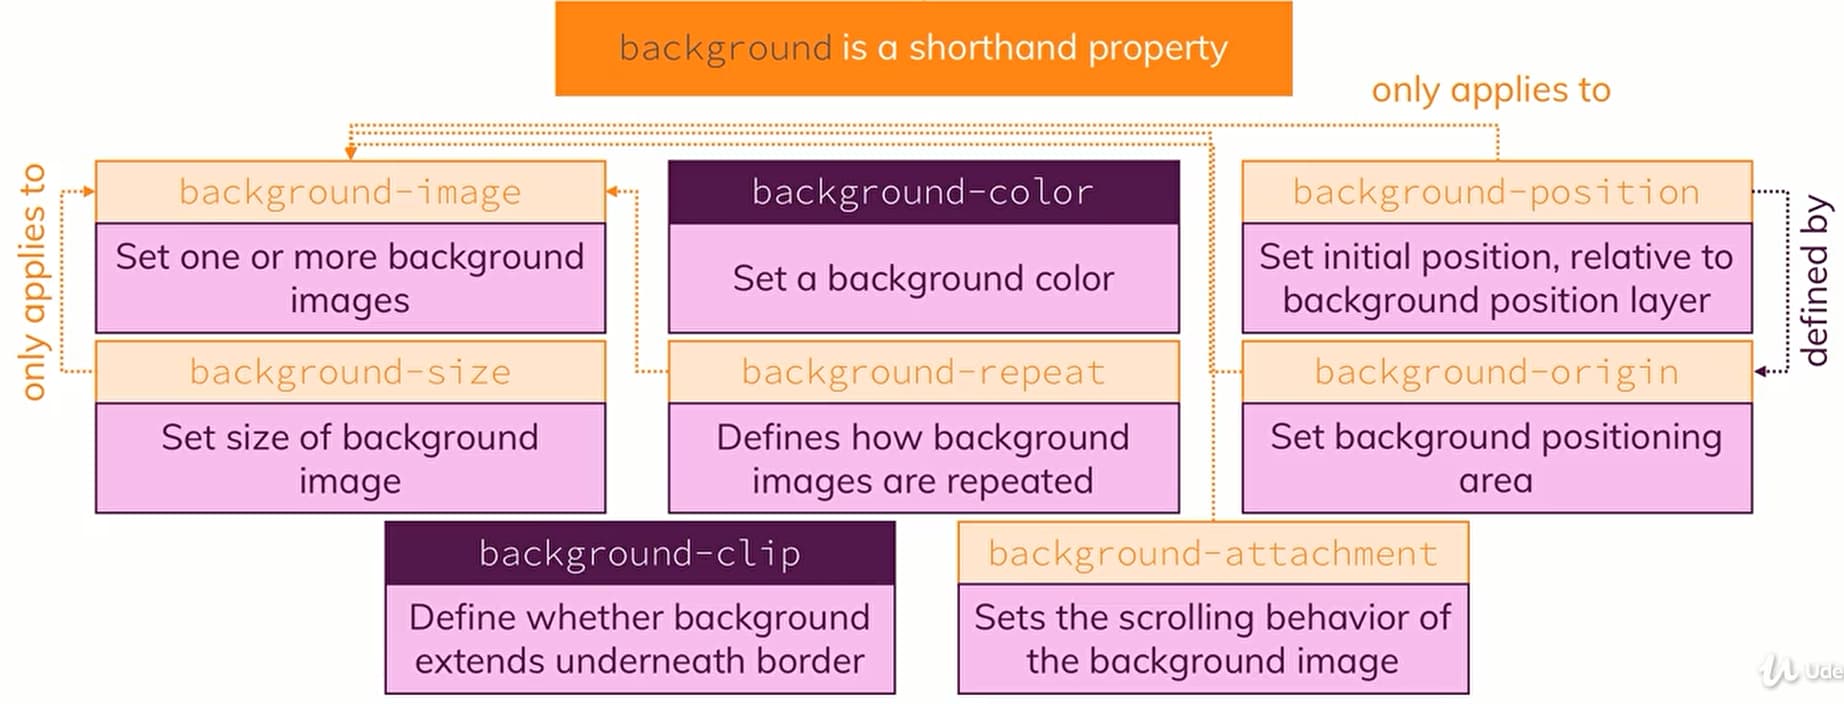 background is a shorthand property
only applies to
only applies to
background-image
Set one or more background
images
background-color
Set a background color
background-position
Set initial position, relative to
background position layer
defined by
background-size
Set size of background
image
background-repeat
Defines how background
images are repeated
background-origin
Set background positioning
area
background-clip
Define whether background
extends underneath border
background-attachment
Sets the scrolling behavior of
the background image